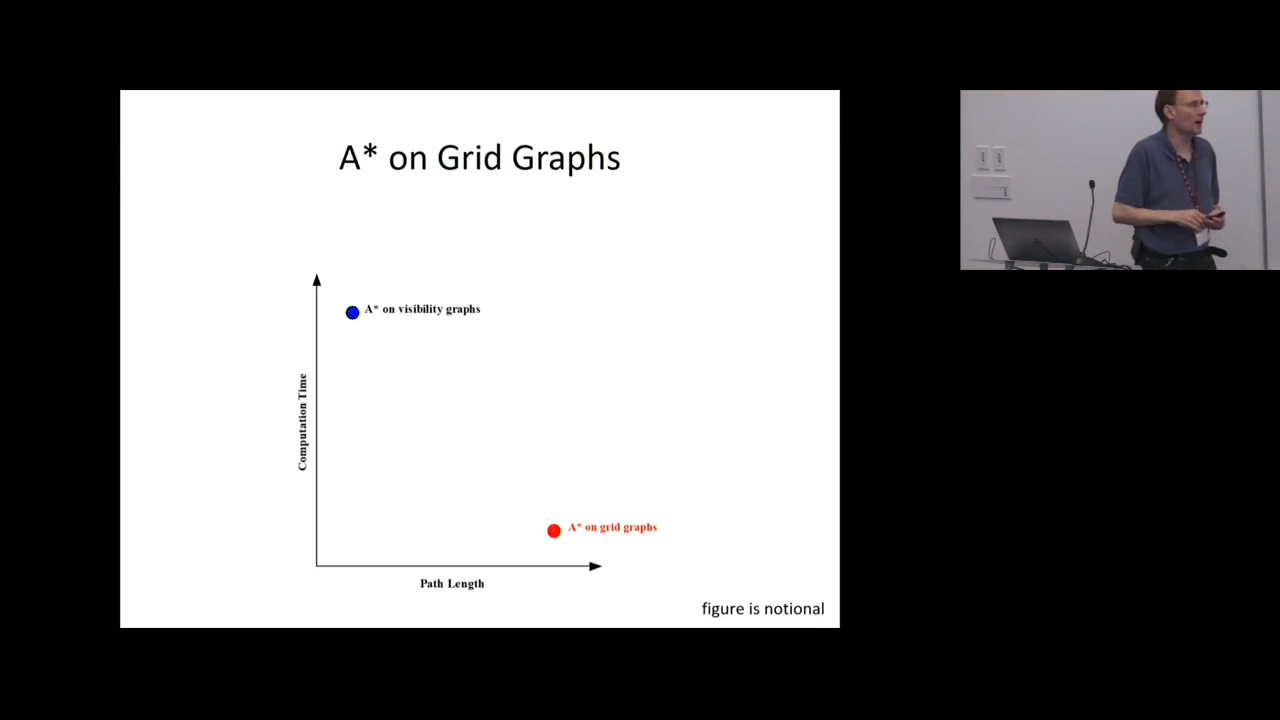 A* on Grid Graphs
A* on visibility graphs
Computation Time
A* on grid graphs
Path Length
figure is notional